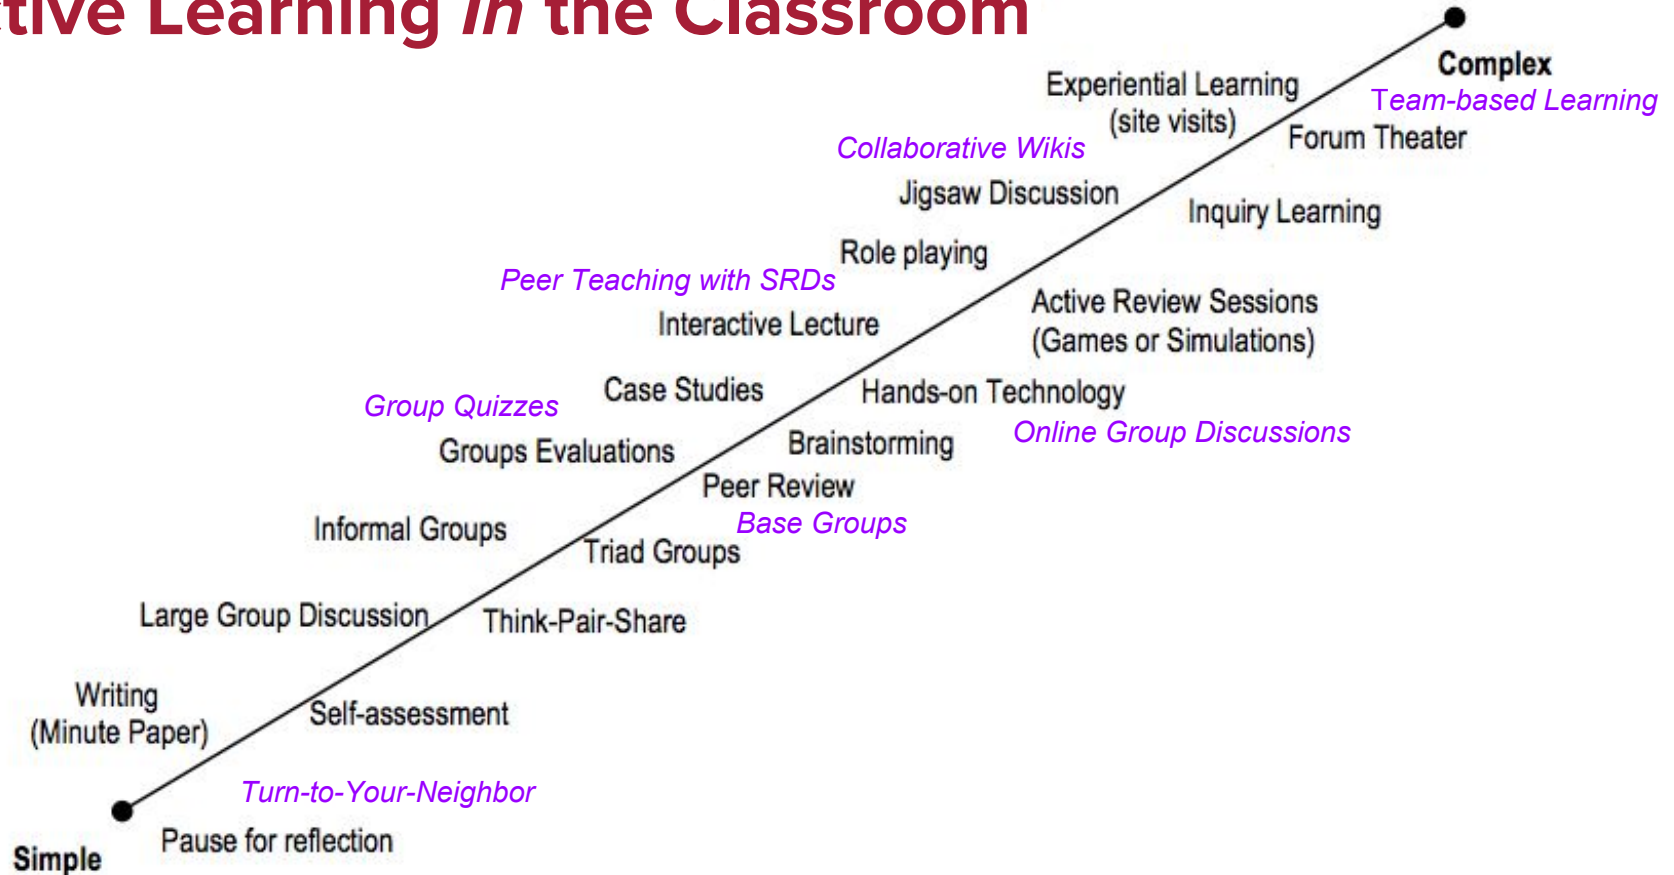 ctive Learning in the Classroom
Complex
Experiential Learning
(site visits)
Team-based Learning
Forum Theater
Collaborative Wikis
Jigsaw Discussion
Inquiry Learning
Role playing
Peer Teaching with SRDs
Active Review Sessions
(Games or Simulations)
Interactive Lecture
Case Studies
Hands-on Technology
Group Quizzes
Online Group Discussions
Groups Evaluations
Brainstorming
Peer Review
Base Groups
Informal Groups
Triad Groups
Large Group Discussion
Think-Pair-Share
Writing
(Minute Paper)
Self-assessment
Turn-to-Your-Neighbor
Pause for reflection
Simple